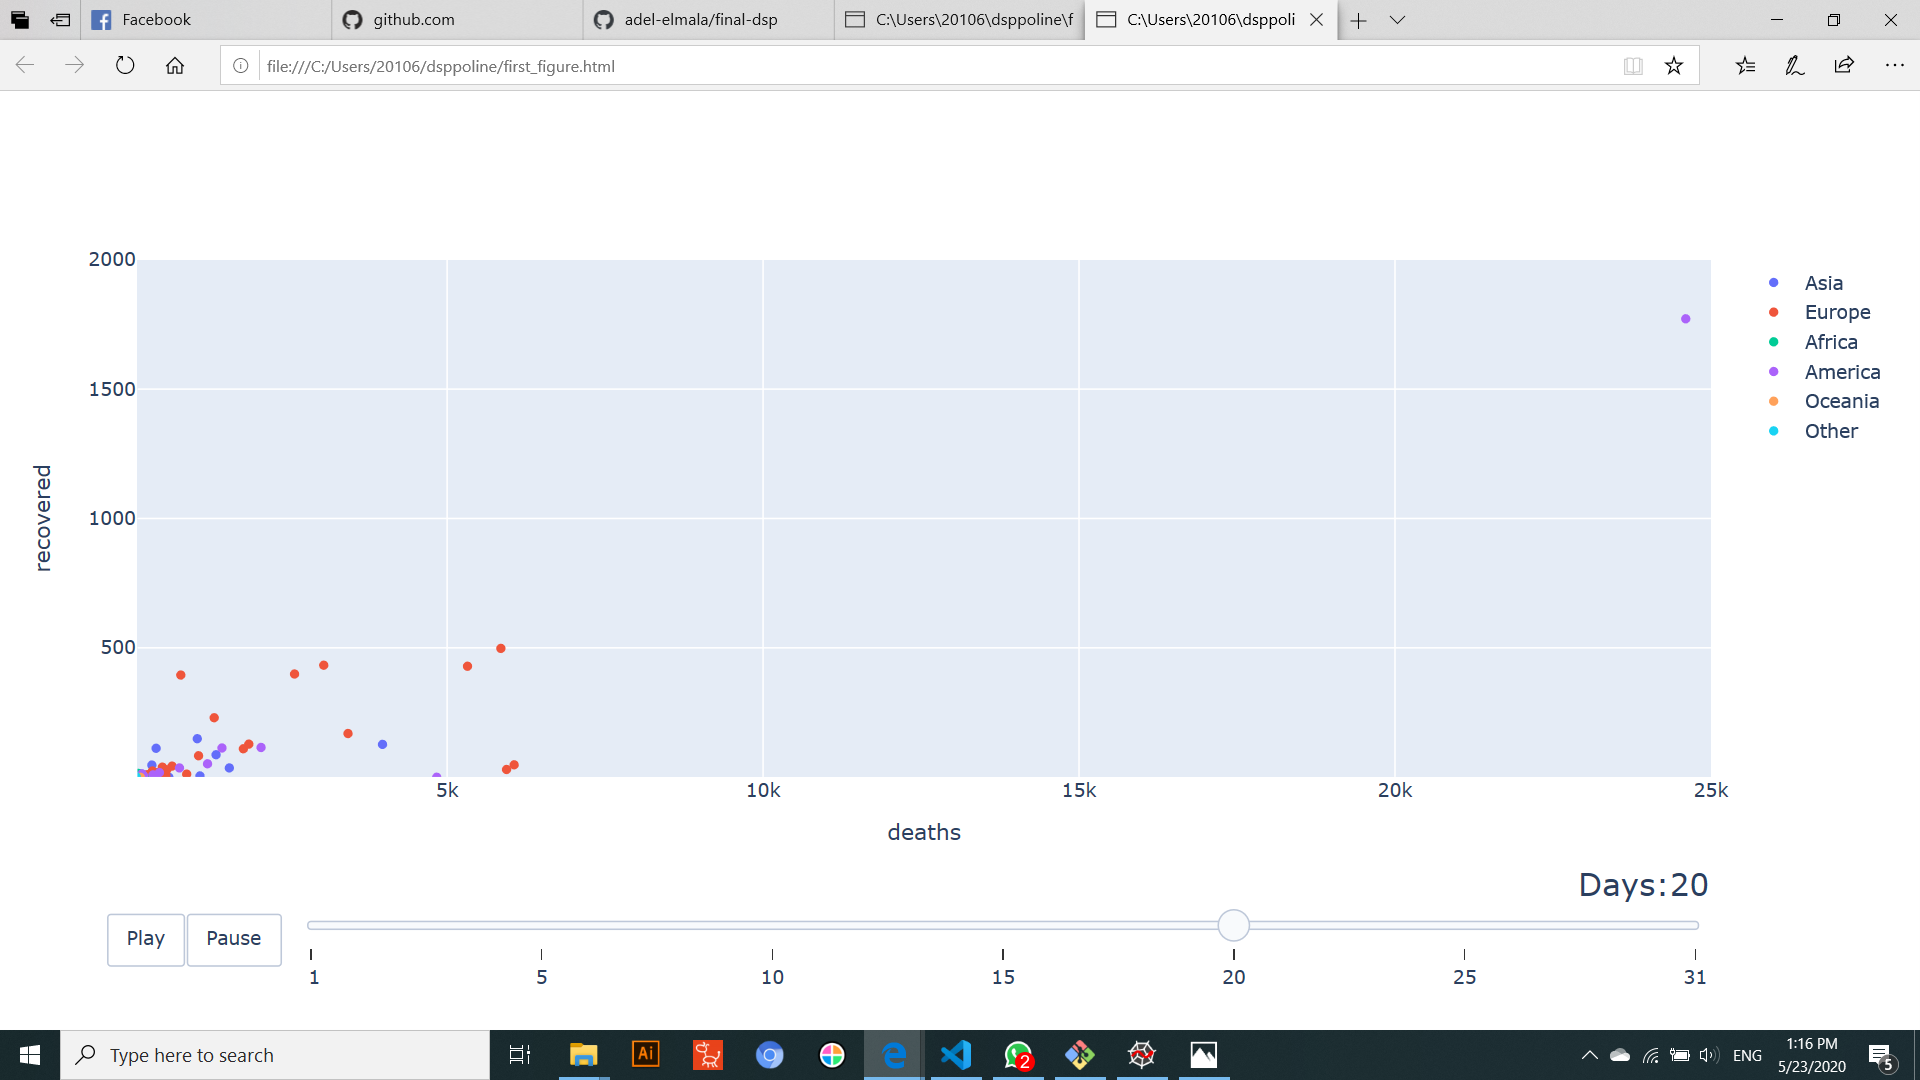 Facebook
github.com
adel-elmala/final-dsp
C:\Users\20106\dsppoline\f
C:\Users\20106\dsppoli
file:///C:/Users/20106/dsppoline/first_figure.html
2000
1500
1000
500
recovered
5k 10k 15k 20k 25k
deaths
Asia
Europe
Africa
America
Oceania
Other
Days:20
Play Pause
1 5 10 15 20 25 31
Type here to search
Ai
2
ENG
1:16 PM
5/23/2020
5